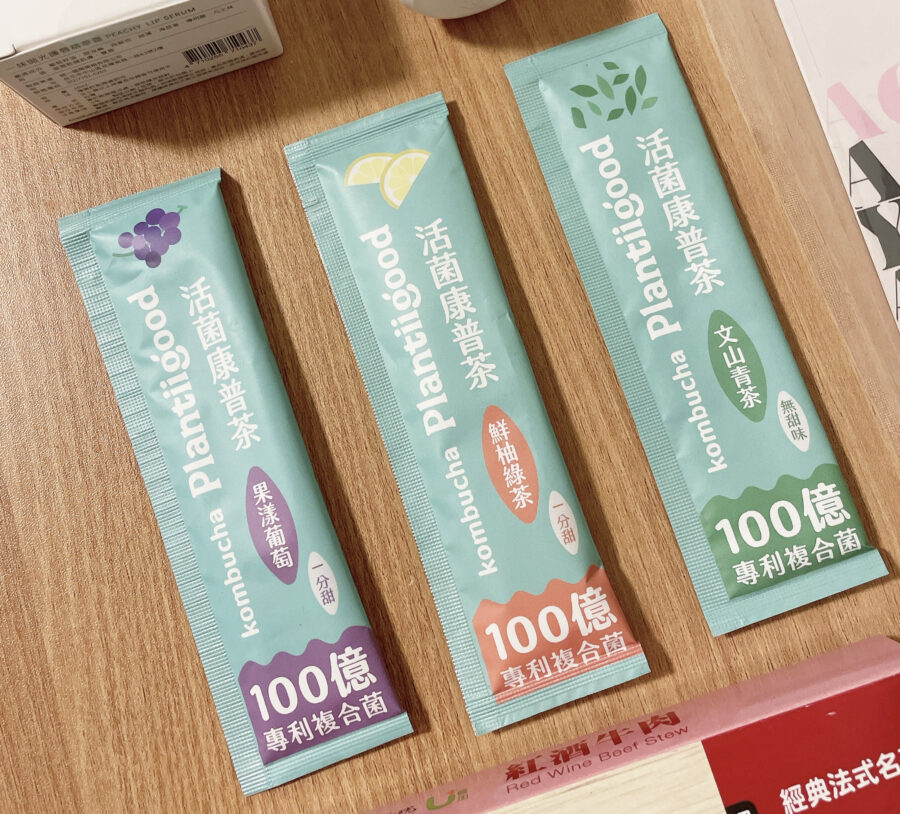 PEACHY LIP SERUM
Plantiigood
kombucha
活菌康普茶
果漾葡萄
一分甜
100億
專利複合菌
Plantiigood
kombucha
活菌康普茶
鮮柚綠茶
一分甜
100億
專利複合菌
Plantiigood
kombucha
活菌康普茶
文山青茶
無甜味
100億
專利複合菌
紅酒牛肉
Red Wine Beef Stew
經典法式名